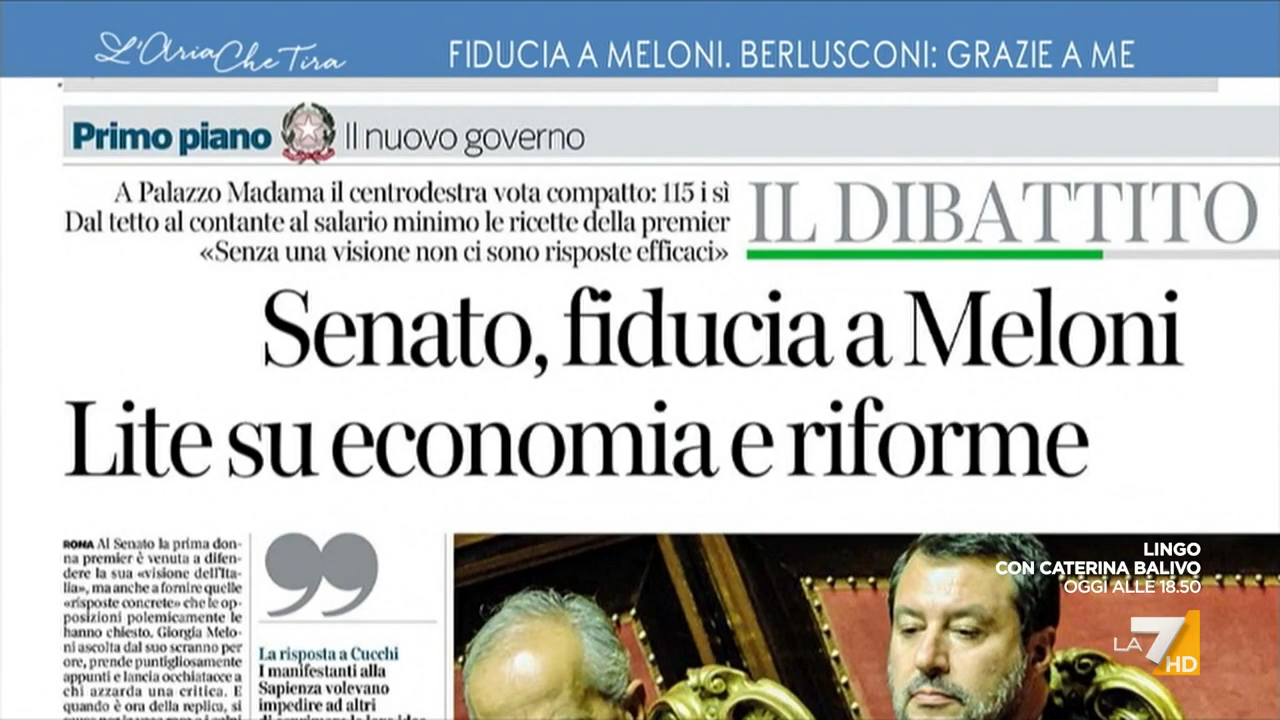 L'Aria Che Tira
FIDUCIA A MELONI. BERLUSCONI: GRAZIE A ME
Primo piano Il nuovo governo
A Palazzo Madama il centrodestra vota compatto: 115 i sì
Dal tetto al contante al salario minimo le ricette della premier
«Senza una visione non ci sono risposte efficaci»
IL DIBATTITO
Senato, fiducia a Meloni
Lite su economia e riforme
ROMA Al Senato la prima don-
na premier è venuta a difen-
dere la sua «visione dell'Ita-
lia», ma anche a fornire quelle
«risposte concrete» che le op-
posizioni polemicamente le
hanno chiesto. Giorgia Melo-
ni ascolta dal suo scranno per
ore, prende puntigliosamente
appunti e lancia occhiatacce a
chi azzarda una critica. E
quando è ora della replica, si
”
La risposta a Cucchi
I manifestanti alla
Sapienza volevano
impedire ad altri
LINGO
CON CATERINA BALIVO
OGGI ALLE 18.50
LA 7 HD